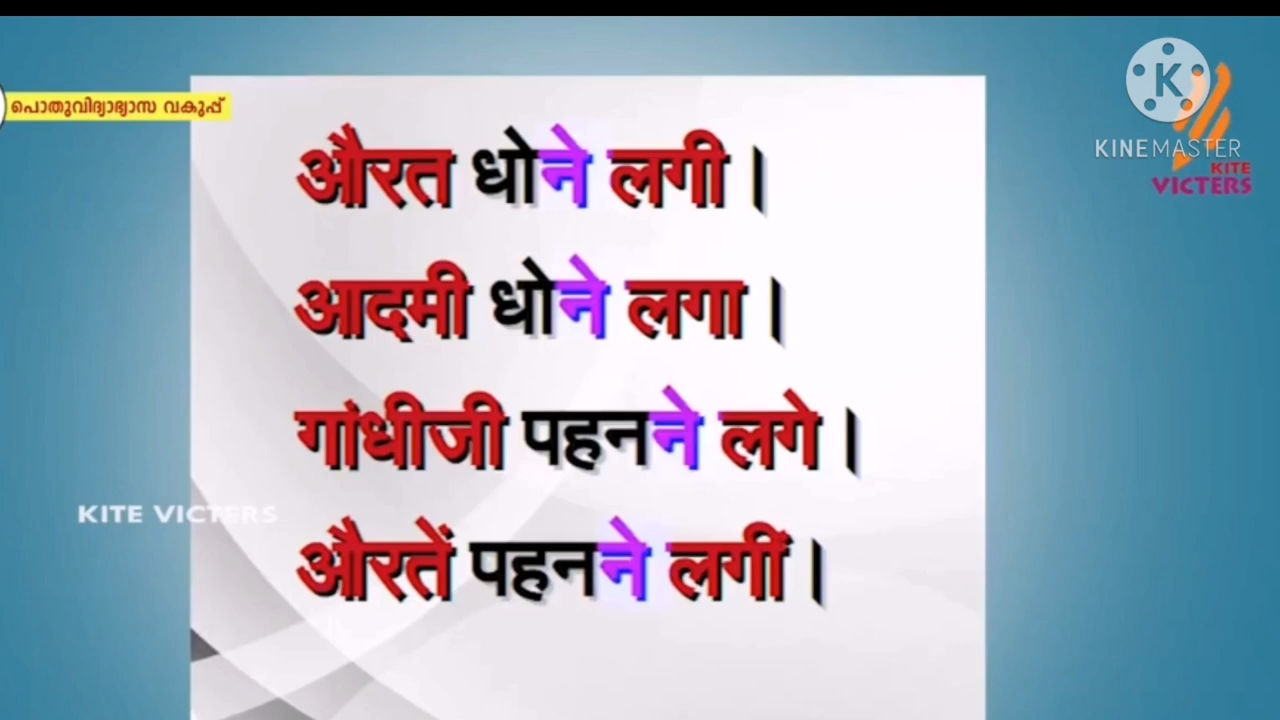 പൊതുവിദ്യാഭ്യാസ വകുപ്പ്
KINEMASTER
KITE
VICTERS
औरत धोने लगी।
आदमी धोने लगा।
गांधीजी पहनने लगे।
KITE VICTERS
औरतें पहनने लगीं।